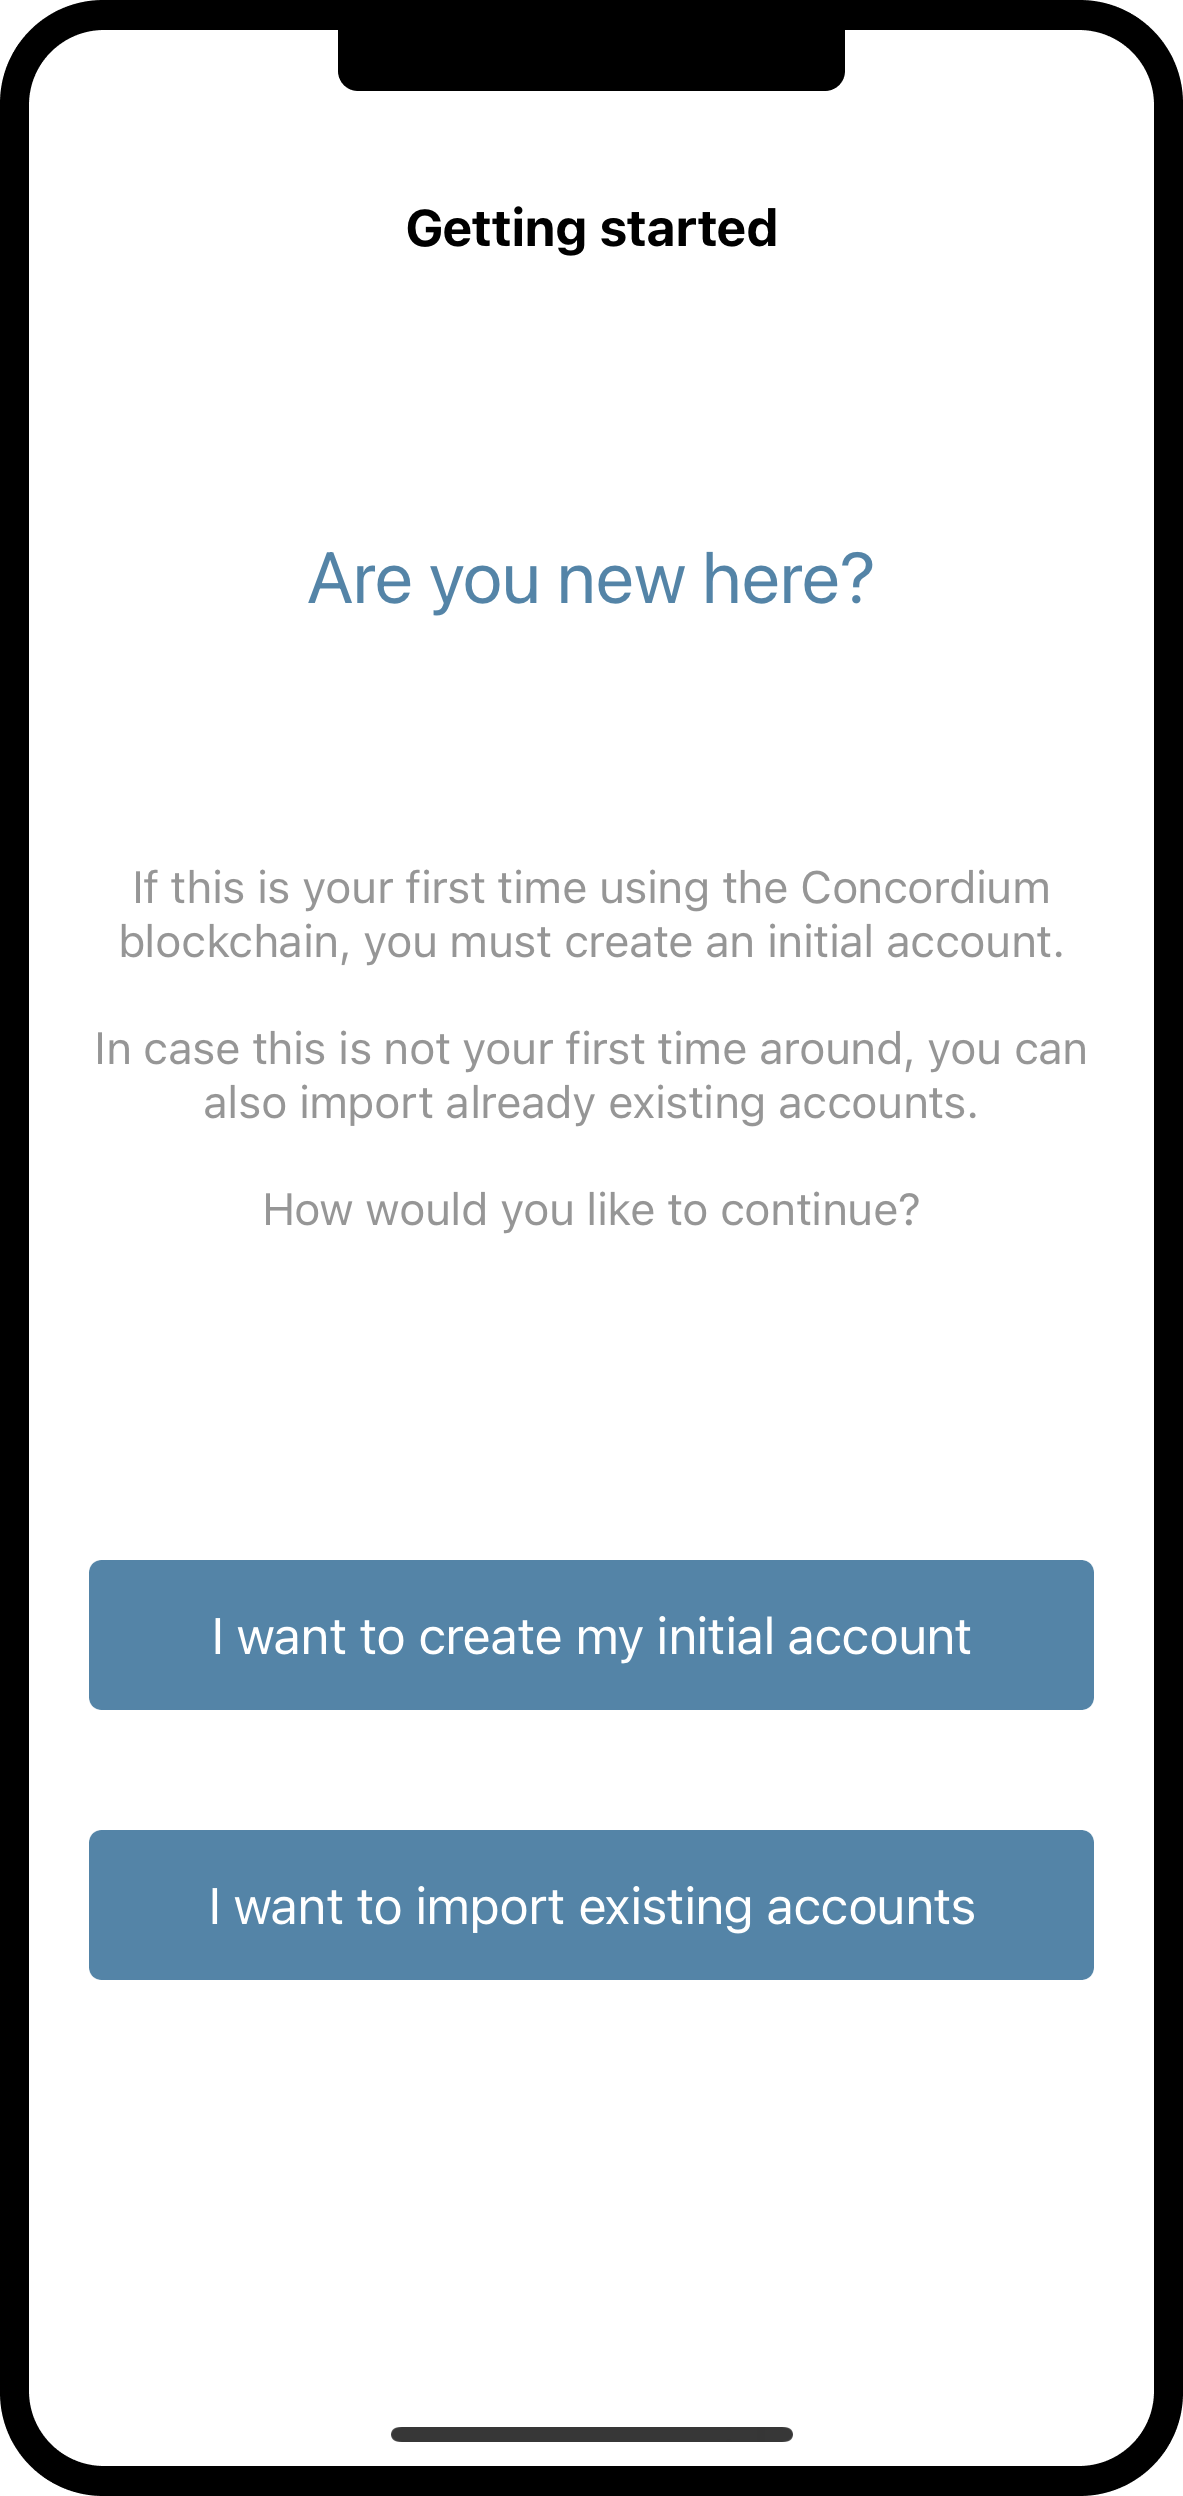 Getting started
Are you new here?
If this is your first time using the Concordium
blockchain, you must create an initial account.
In case this is not your first time around, you can
also import already existing accounts.
How would you like to continue?
I want to create my initial account
I want to import existing accounts